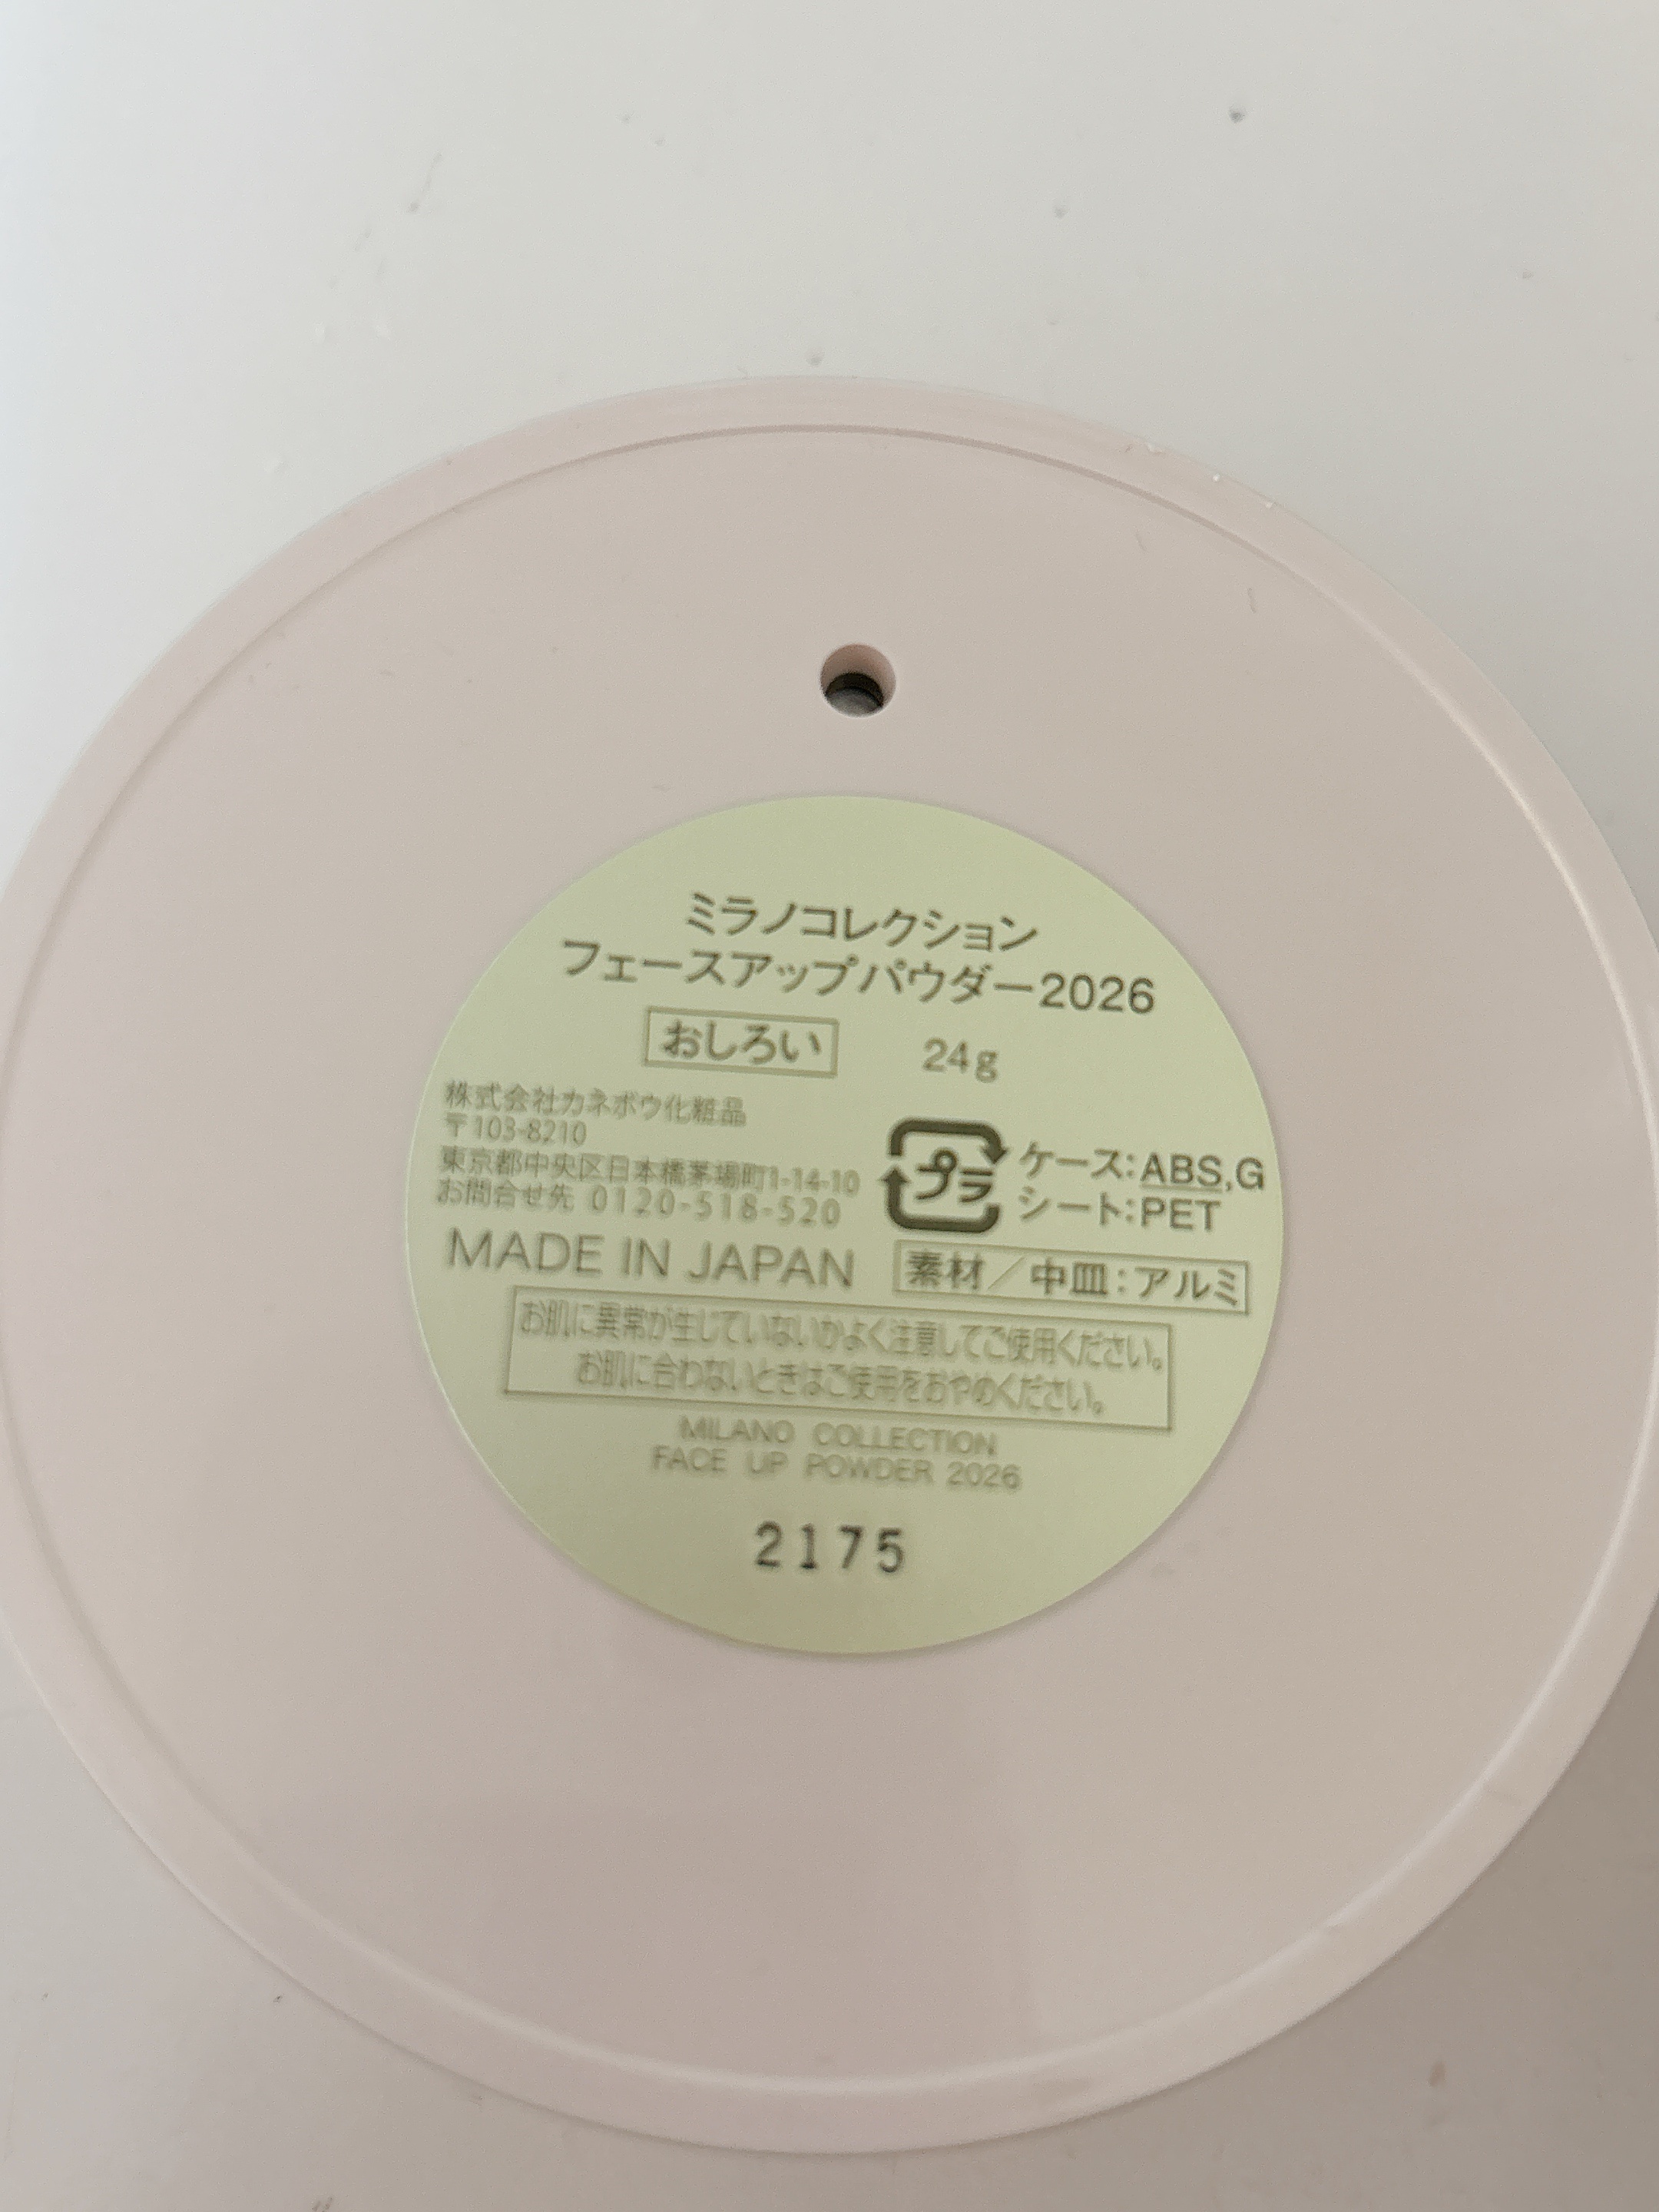 ミラノコレクション
フェースアップパウダー2026
おしろい 24g
株式会社カネボウ化粧品
〒103-8210
東京都中央区日本橋茅場町1-14-10
お問合せ先 0120-518-520
プラ ケース:ABS,G
シート:PET
MADE IN JAPAN 素材/中皿:アルミ
お肌に異常が生じていないかよく注意してご使用ください。
お肌に合わないときはご使用をおやめください。
MILANO COLLECTION
FACE UP POWDER 2026
2175